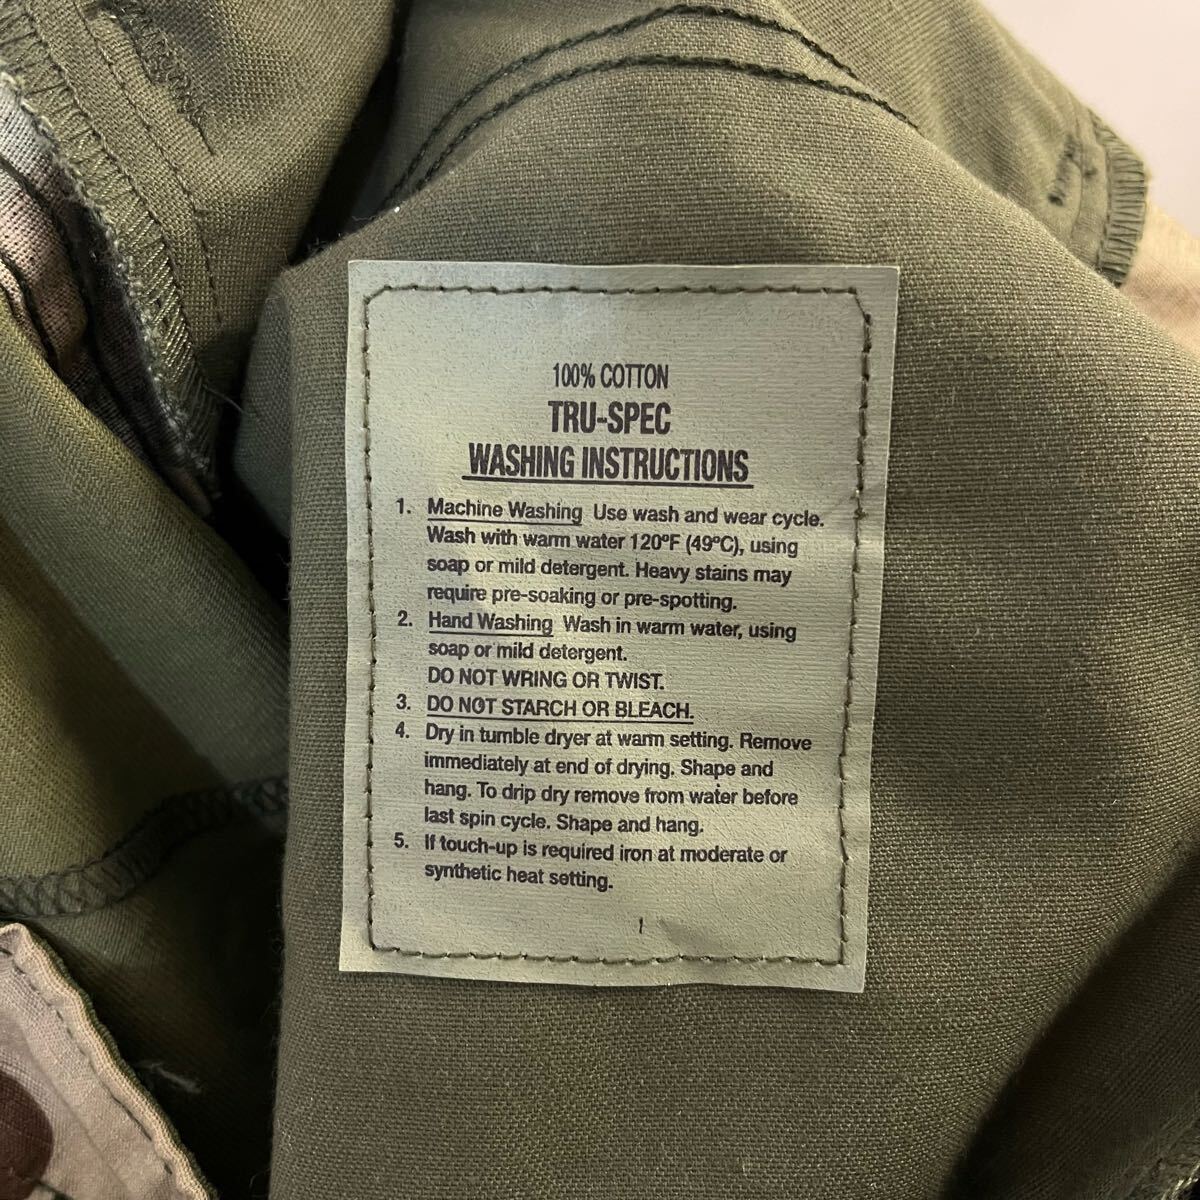 100% COTTON
TRU-SPEC
WASHING INSTRUCTIONS
1. Machine Washing Use wash and wear cycle.
Wash with warm water 120ºF (49ºC), using
soap or mild detergent. Heavy stains may
require pre-soaking or pre-spotting.
2. Hand Washing Wash in warm water, using
soap or mild detergent.
DO NOT WRING OR TWIST.
3. DO NOT STARCH OR BLEACH.
4. Dry in tumble dryer at warm setting. Remove
immediately at end of drying. Shape and
hang. To drip dry remove from water before
last spin cycle. Shape and hang.
5. If touch-up is required iron at moderate or
synthetic heat setting.
1